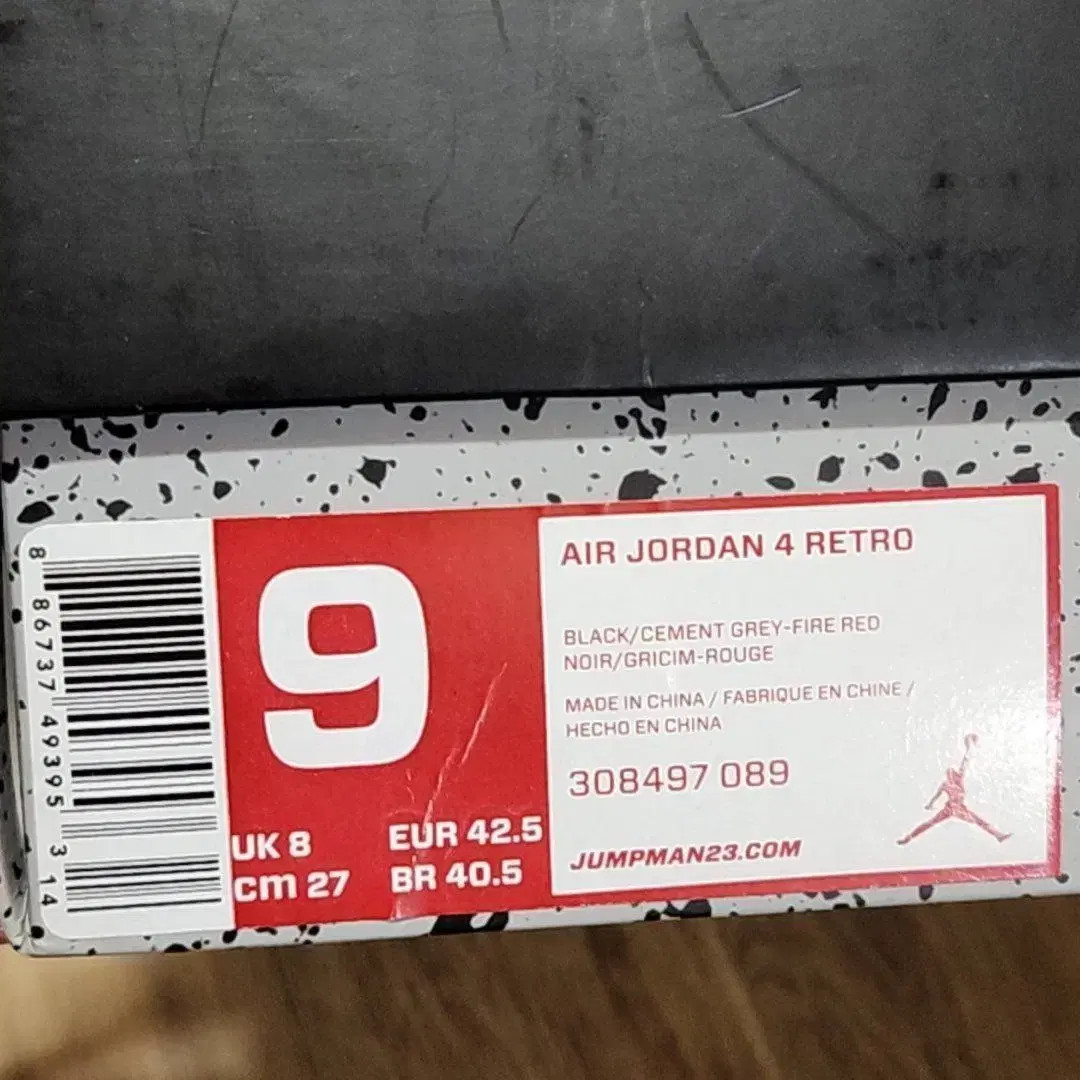 8 86737 49395 3 14
9
UK 8 EUR 42.5
cm 27 BR 40.5
AIR JORDAN 4 RETRO
BLACK/CEMENT GREY-FIRE RED
NOIR/GRICIM-ROUGE
MADE IN CHINA / FABRIQUE EN CHINE /
HECHO EN CHINA
308497 089
JUMPMAN23.COM